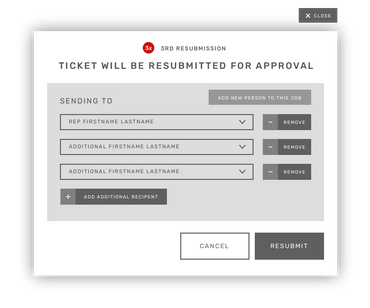 CLOSE
3x 3RD RESUBMISSION
TICKET WILL BE RESUBMITTED FOR APPROVAL
SENDING TO
ADD NEW PERSON TO THIS JOB
REP FIRSTNAME LASTNAME
REMOVE
ADDITIONAL FIRSTNAME LASTNAME
REMOVE
ADDITIONAL FIRSTNAME LASTNAME
REMOVE
+ ADD ADDITIONAL RECIPENT
CANCEL
RESUBMIT